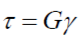 τ = Gγ